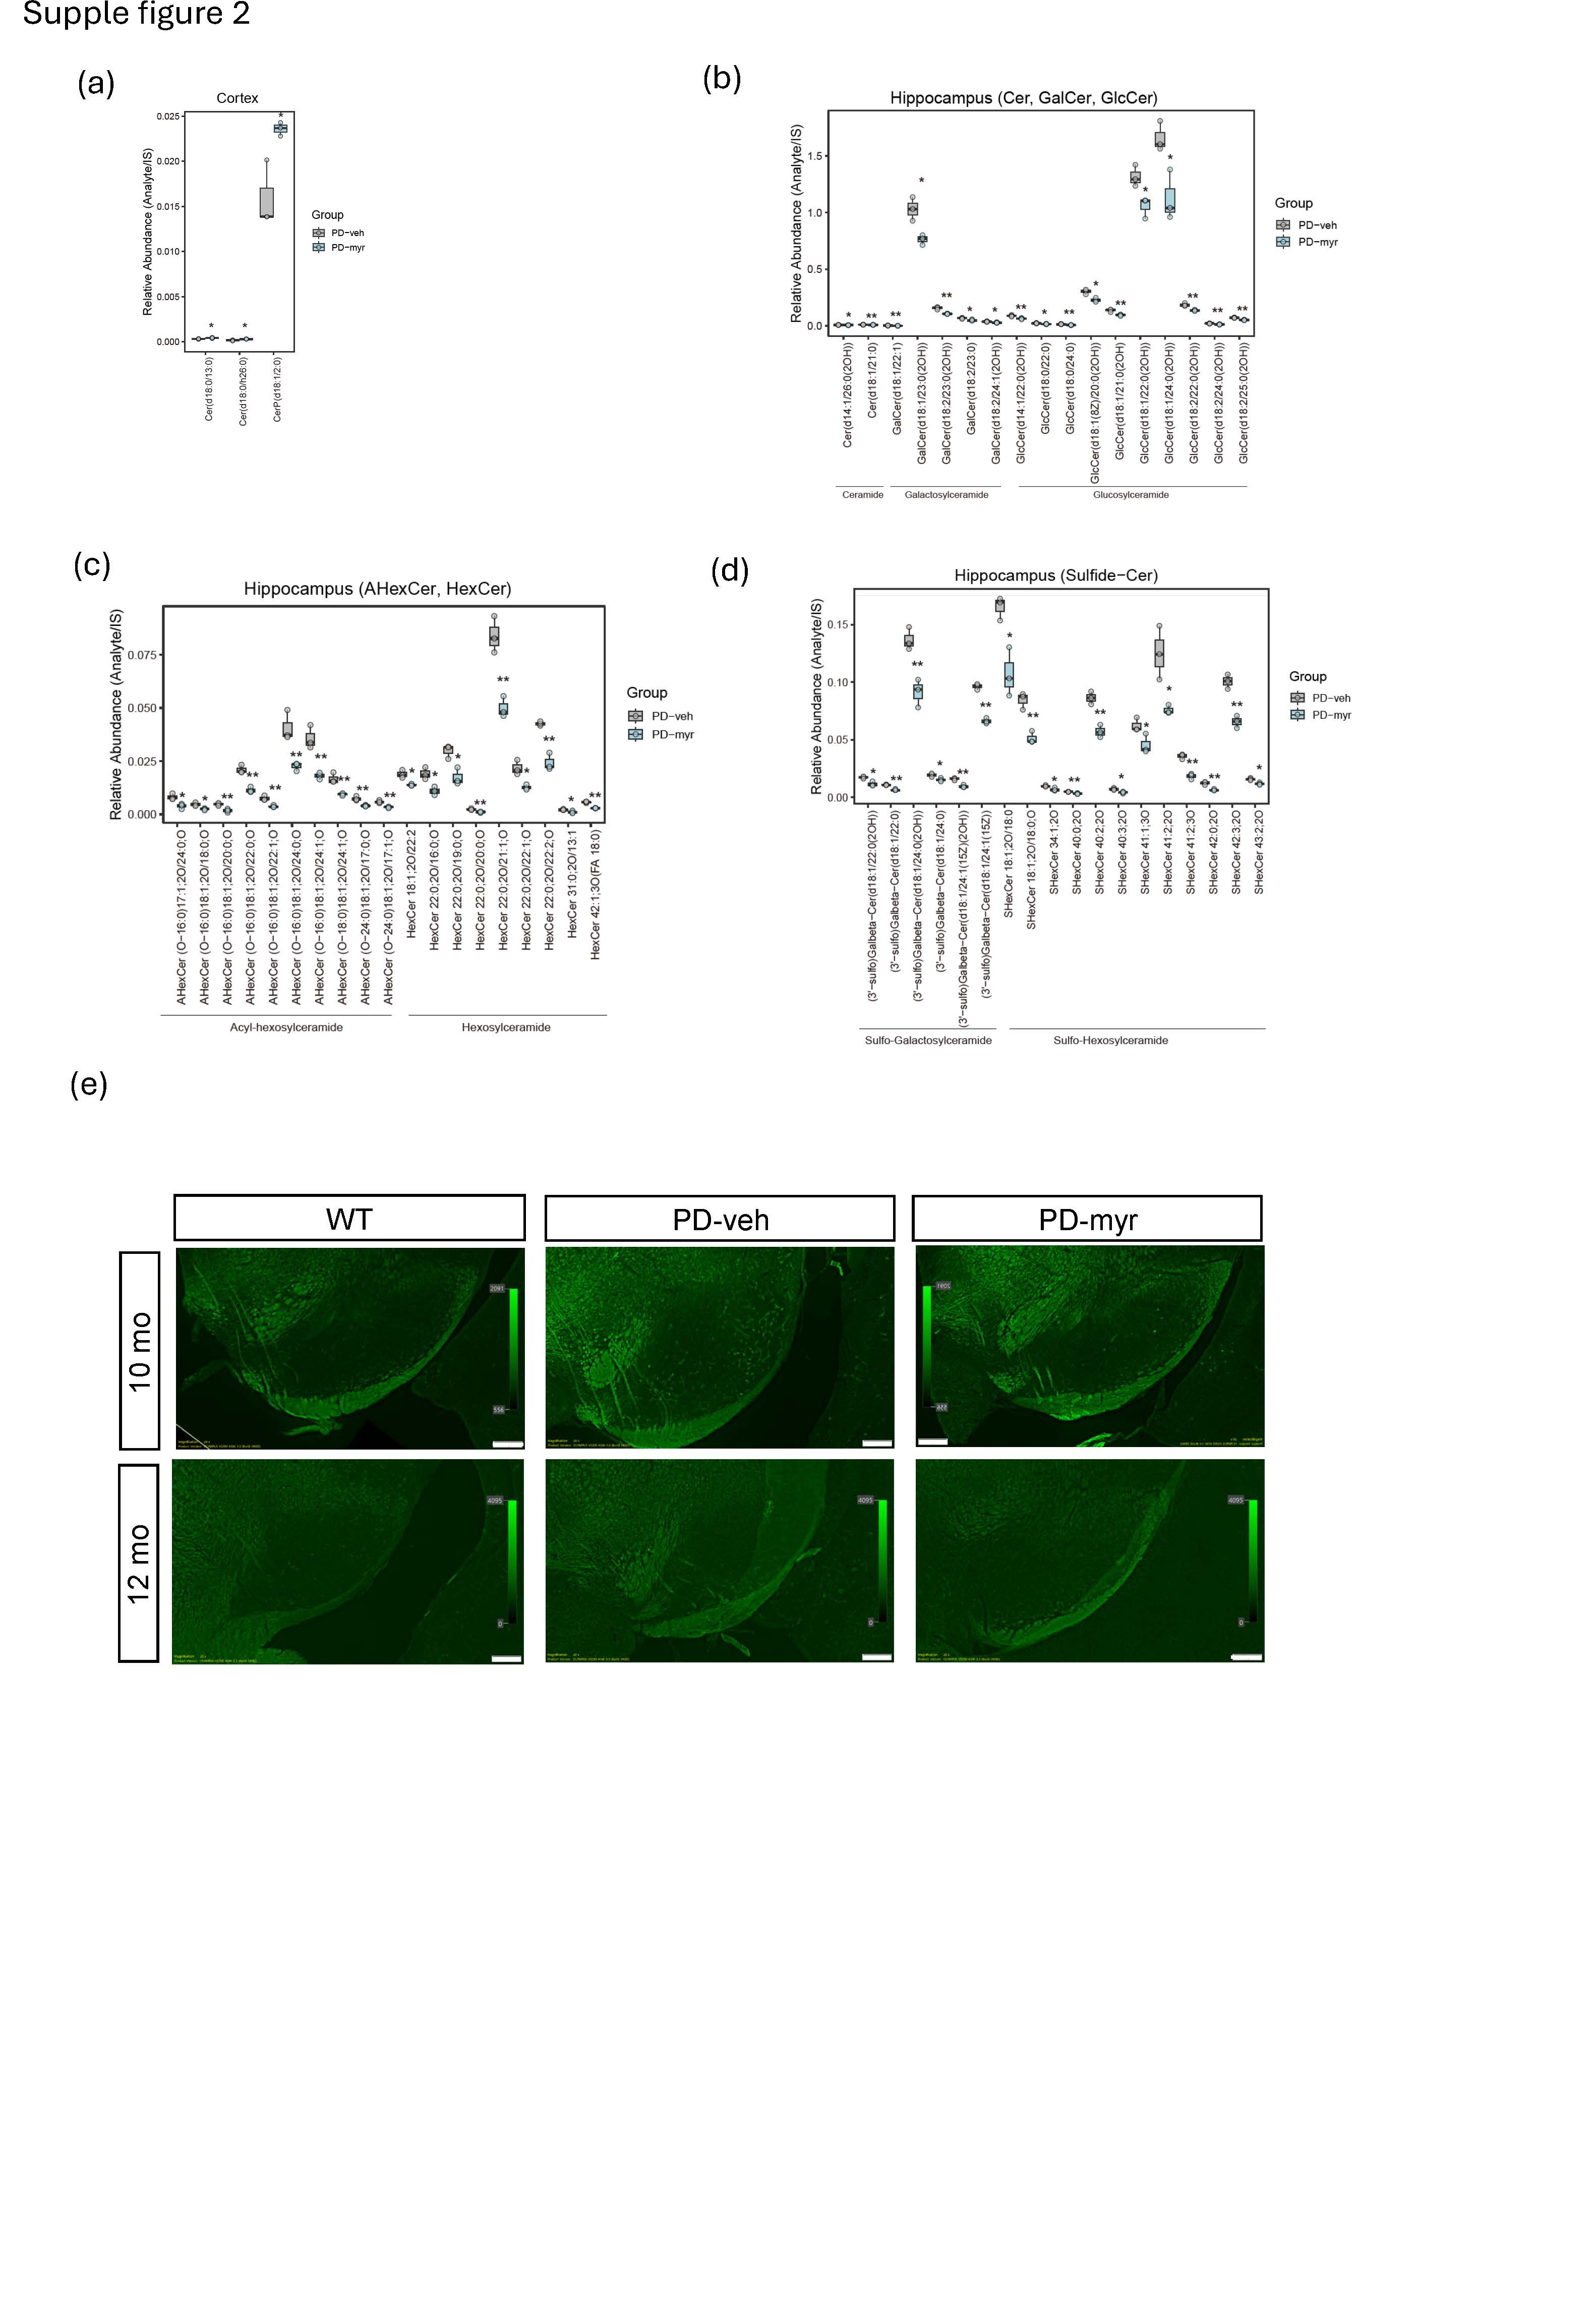 Supple figure 2
(a)
Cortex
Relative Abundance (Analyte/IS)
0.025
0.020
0.015
0.010
0.005
0.000
*
*
*
Cer(d18:0/13:0)
Cer(d18:0/h26:0)
CerP(d18:1/2:0)
Group
PD−veh
PD−myr
(b)
Hippocampus (Cer, GalCer, GlcCer)
Relative Abundance (Analyte/IS)
1.5
1.0
0.5
0.0
* ** ** * ** * * ** * ** * ** * * ** ** **
Cer(d14:1/26:0(2OH))
Cer(d18:1/21:0)
GalCer(d18:1/22:1)
GalCer(d18:1/23:0(2OH))
GalCer(d18:2/23:0(2OH))
GalCer(d18:2/23:0)
GalCer(d18:2/24:1(2OH))
GlcCer(d14:1/22:0(2OH))
GlcCer(d18:0/22:0)
GlcCer(d18:0/24:0)
GlcCer(d18:1(8Z)/20:0(2OH))
GlcCer(d18:1/21:0(2OH)
GlcCer(d18:1/22:0(2OH))
GlcCer(d18:1/24:0(2OH))
GlcCer(d18:2/22:0(2OH))
GlcCer(d18:2/24:0(2OH))
GlcCer(d18:2/25:0(2OH))
Ceramide
Galactosylceramide
Glucosylceramide
Group
PD−veh
PD−myr
(c)
Hippocampus (AHexCer, HexCer)
Relative Abundance (Analyte/IS)
0.075
0.050
0.025
0.000
* * ** ** ** ** ** ** ** ** * * * ** ** * ** * **
AHexCer (O−16:0)17:1;2O/24:0;O
AHexCer (O−16:0)18:1;2O/18:0;O
AHexCer (O−16:0)18:1;2O/20:0;O
AHexCer (O−16:0)18:1;2O/22:0;O
AHexCer (O−16:0)18:1;2O/22:1;O
AHexCer (O−16:0)18:1;2O/24:0;O
AHexCer (O−16:0)18:1;2O/24:1;O
AHexCer (O−18:0)18:1;2O/24:1;O
AHexCer (O−24:0)18:1;2O/17:0;O
AHexCer (O−24:0)18:1;2O/17:1;O
HexCer 18:1;2O/22:2
HexCer 22:0;2O/16:0;O
HexCer 22:0;2O/19:0;O
HexCer 22:0;2O/20:0;O
HexCer 22:0;2O/21:1;O
HexCer 22:0;2O/22:1;O
HexCer 22:0;2O/22:2;O
HexCer 31:0;2O/13:1
HexCer 42:1;3O(FA 18:0)
Acyl-hexosylceramide
Hexosylceramide
Group
PD−veh
PD−myr
(d)
Hippocampus (Sulfide−Cer)
Relative Abundance (Analyte/IS)
0.15
0.10
0.05
0.00
* ** ** * ** ** * ** * ** ** * * * ** ** ** *
(3'−sulfo)Galbeta−Cer(d18:1/22:0(2OH))
(3'−sulfo)Galbeta−Cer(d18:1/22:0)
(3'−sulfo)Galbeta−Cer(d18:1/24:0(2OH))
(3'−sulfo)Galbeta−Cer(d18:1/24:0)
(3'−sulfo)Galbeta−Cer(d18:1/24:1(15Z)(2OH))
(3'−sulfo)Galbeta−Cer(d18:1/24:1(15Z))
SHexCer 18:1;2O/18:0
SHexCer 18:1;2O/18:0;O
SHexCer 34:1;2O
SHexCer 40:0;2O
SHexCer 40:2;2O
SHexCer 40:3;2O
SHexCer 41:1;3O
SHexCer 41:2;2O
SHexCer 41:2;3O
SHexCer 42:0;2O
SHexCer 42:3;2O
SHexCer 43:2;2O
Sulfo-Galactosylceramide
Sulfo-Hexosylceramide
Group
PD−veh
PD−myr
(e)
WT
PD-veh
PD-myr
10 mo
2091
556
12 mo
4095
0
4095
0
4095
0